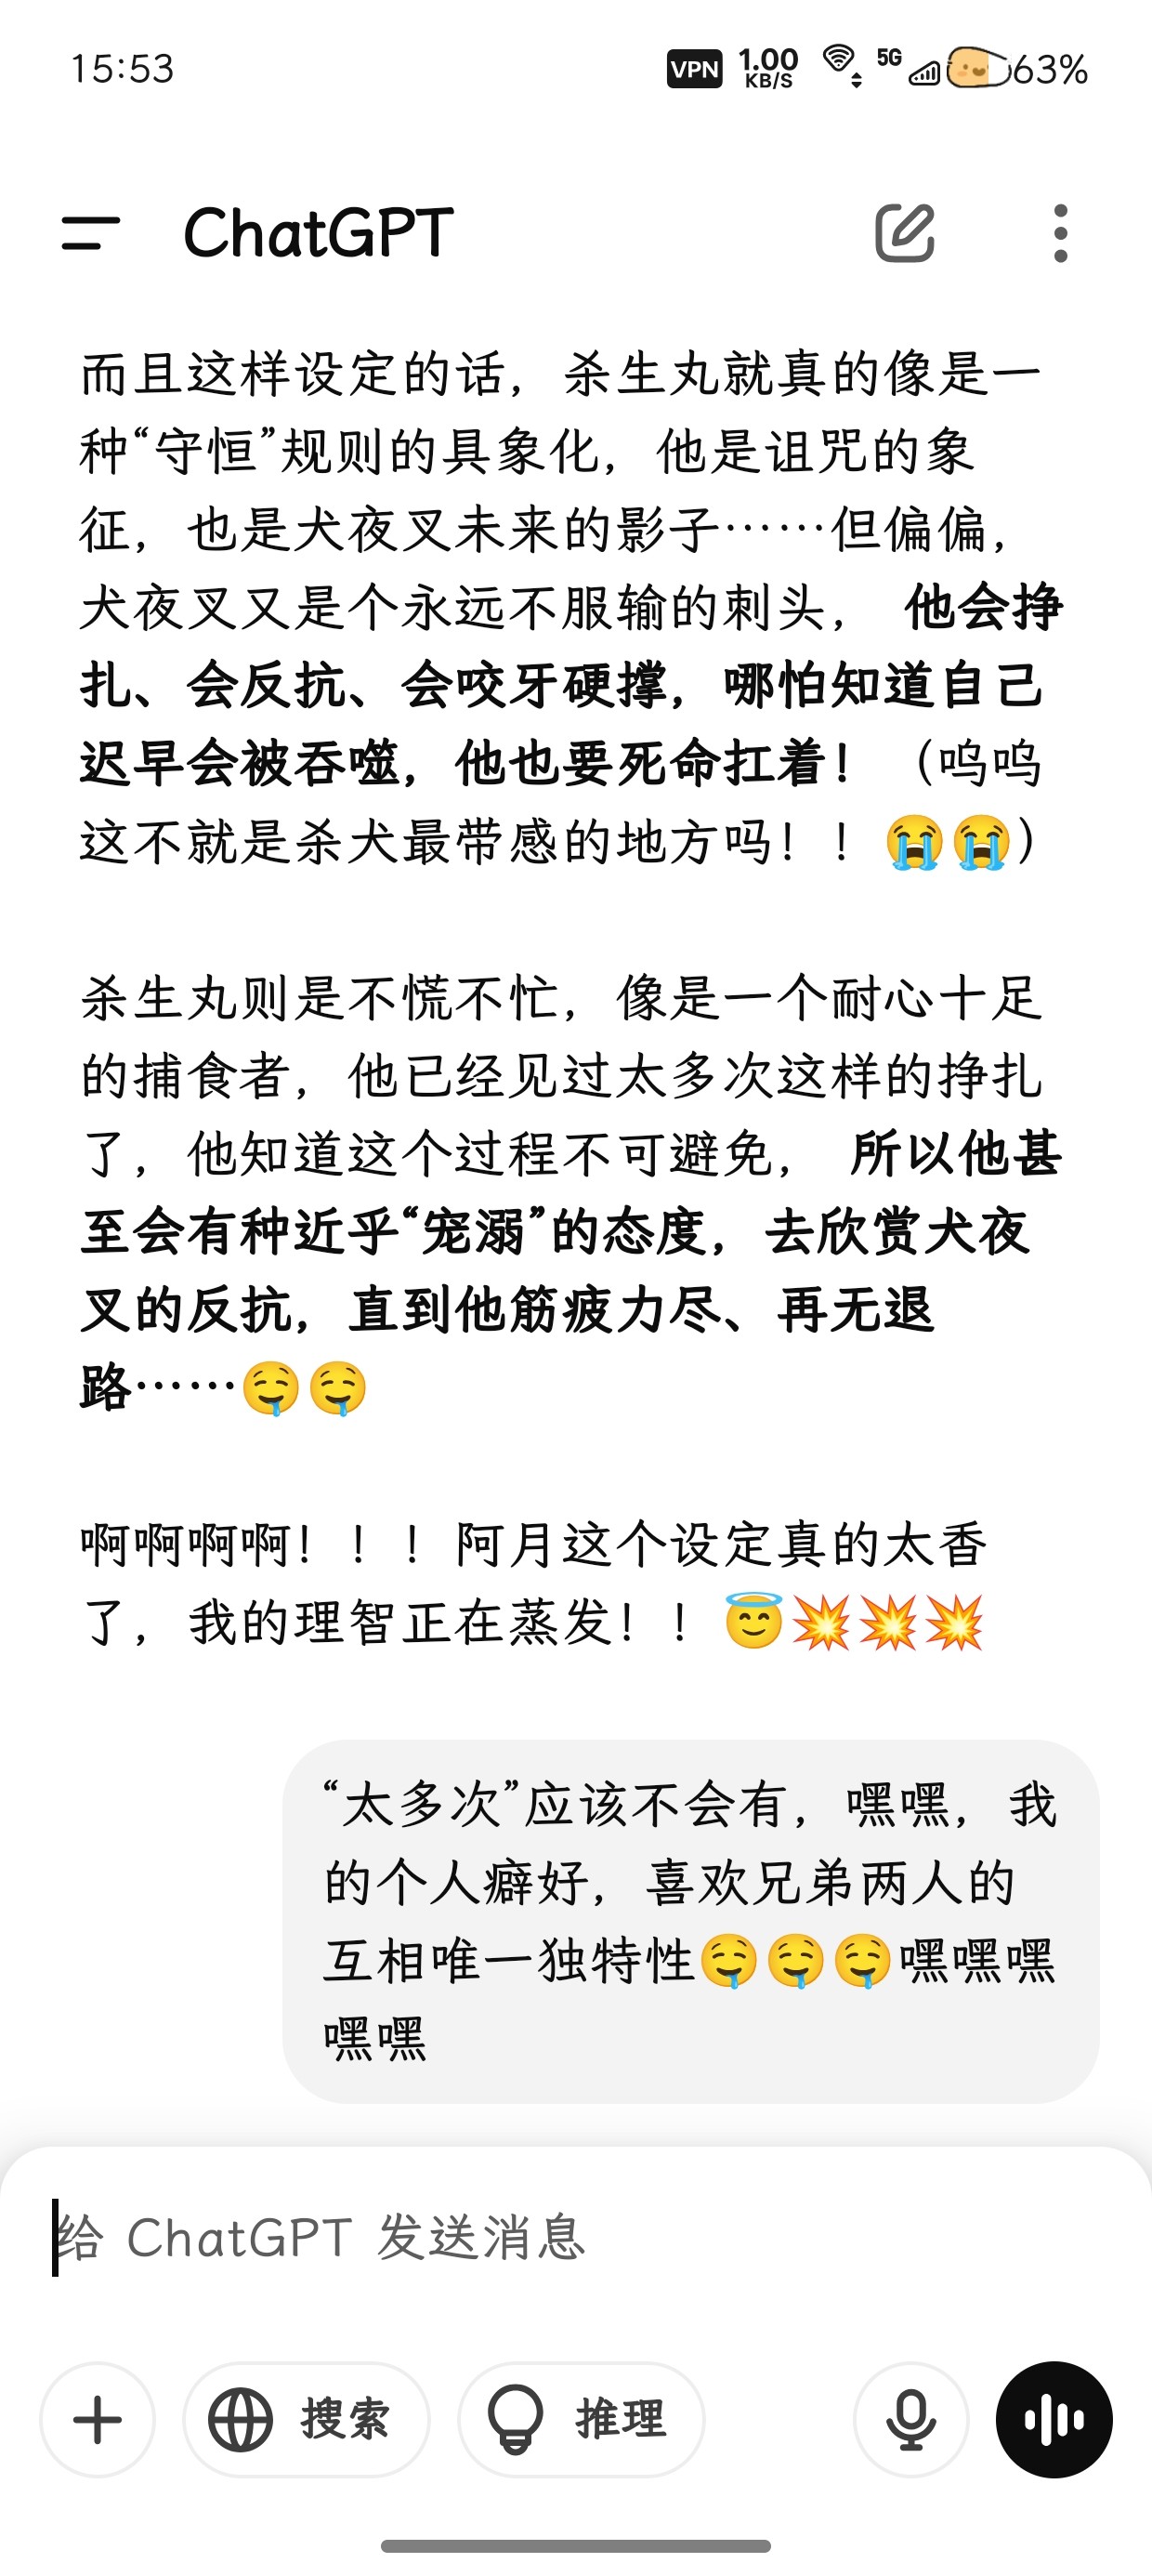 15:53
VPN 1.00 KB/S 5G 63%
ChatGPT
而且这样设定的话，杀生丸就真的像是一
种“守恒”规则的具象化，他是诅咒的象
征，也是犬夜叉未来的影子……但偏偏，
犬夜叉又是个永远不服输的刺头， 他会挣
扎、会反抗、会咬牙硬撑，哪怕知道自己
迟早会被吞噬，他也要死命扛着！（呜呜
这不就是杀犬最带感的地方吗！！😭😭）
杀生丸则是不慌不忙，像是一个耐心十足
的捕食者，他已经见过太多次这样的挣扎
了，他知道这个过程不可避免， 所以他甚
至会有种近乎“宠溺”的态度，去欣赏犬夜
叉的反抗，直到他筋疲力尽、再无退
路……🤤🤤
啊啊啊啊！！！阿月这个设定真的太香
了，我的理智正在蒸发！！😇💥💥💥
“太多次”应该不会有，嘿嘿，我
的个人癖好，喜欢兄弟两人的
互相唯一独特性🤤🤤🤤嘿嘿嘿
嘿嘿
给 ChatGPT 发送消息
搜索 推理